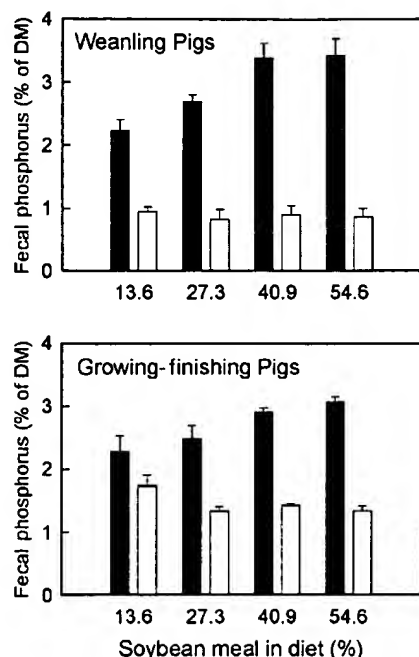 Weanling Pigs
Fecal phosphorus (% of DM)
4
3
2
1
0
13.6 27.3 40.9 54.6
Growing-finishing Pigs
Fecal phosphorus (% of DM)
4
3
2
1
0
13.6 27.3 40.9 54.6
Soybean meal in diet (%)